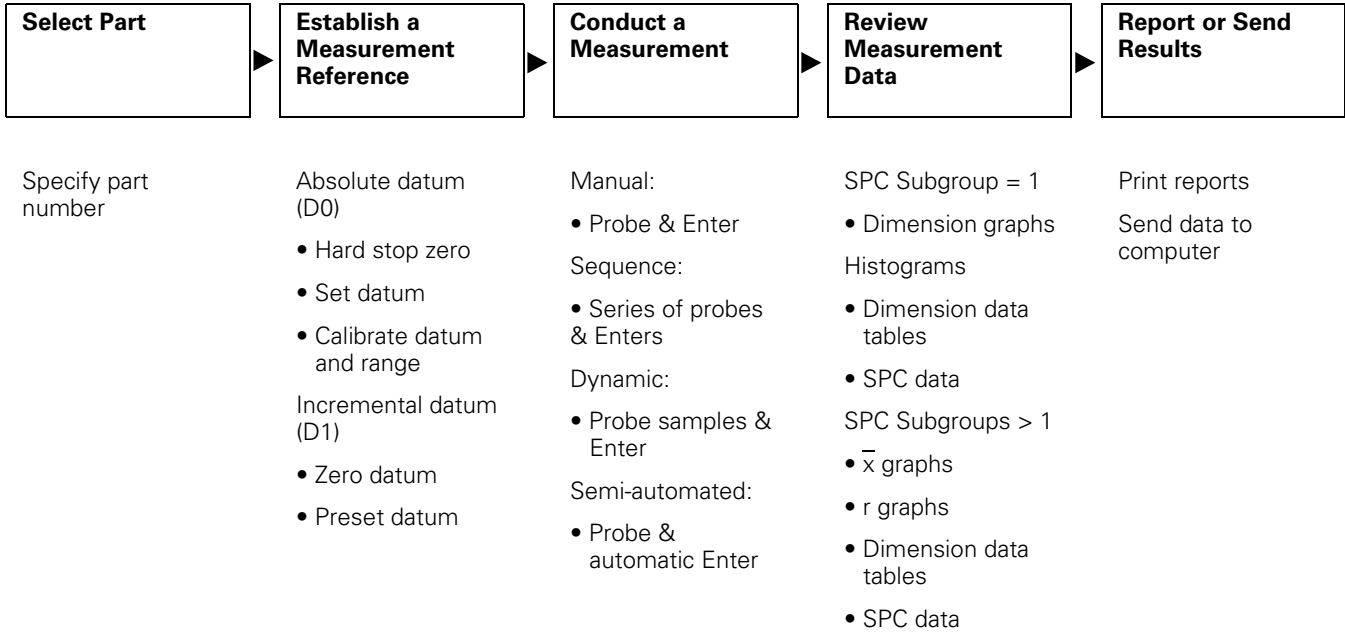 Select Part
Establish a
Measurement
Reference
Conduct a
Measurement
Review
Measurement
Data
Report or Send
Results
Specify part
number
Absolute datum
(D0)
• Hard stop zero
• Set datum
• Calibrate datum
and range
Incremental datum
(D1)
• Zero datum
• Preset datum
Manual:
• Probe & Enter
Sequence:
• Series of probes
& Enters
Dynamic:
• Probe samples &
Enter
Semi-automated:
• Probe &
automatic Enter
SPC Subgroup = 1
• Dimension graphs
Histograms
• Dimension data
tables
• SPC data
SPC Subgroups > 1
• x̅ graphs
• r graphs
• Dimension data
tables
• SPC data
Print reports
Send data to
computer